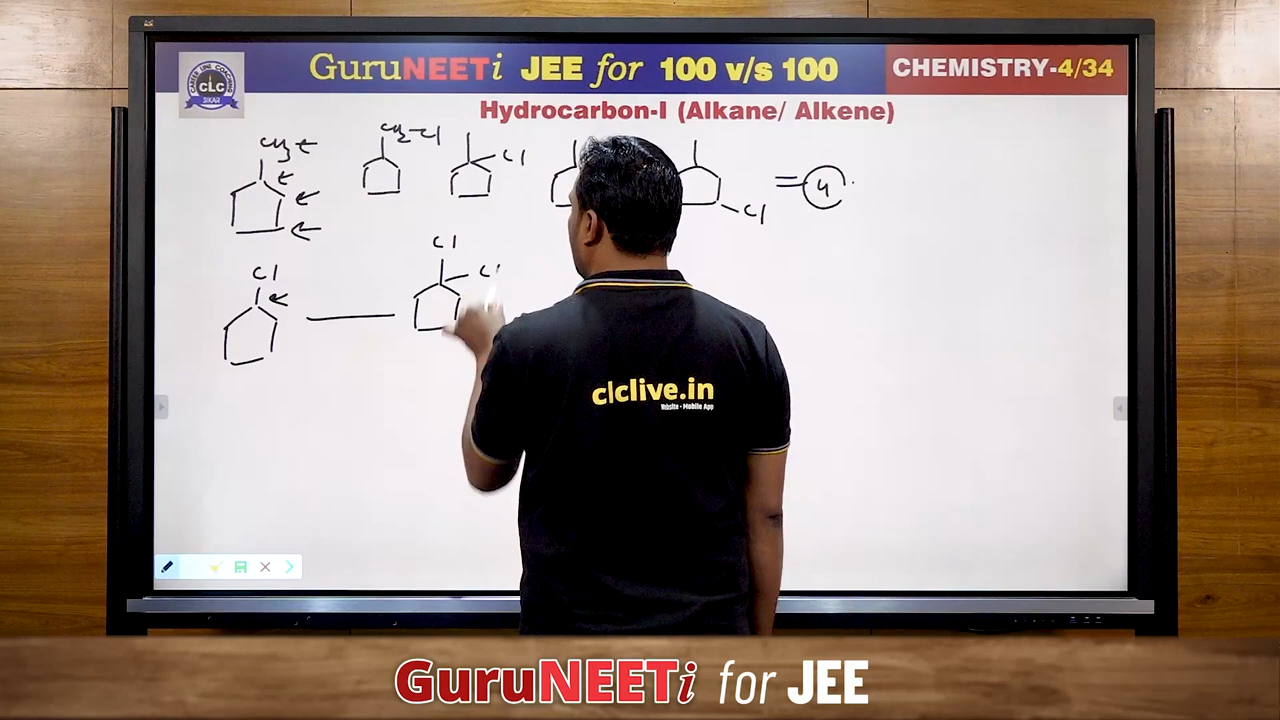 GuruNEETi JEE for 100 v/s 100
CHEMISTRY-4/34
CLC
SIKAR
Hydrocarbon-I (Alkane/ Alkene)
CH3
CH2-Cl
Cl
Cl
= 4
Cl
Cl
Cl
clclive.in
Website - Mobile App
GuruNEETi for JEE